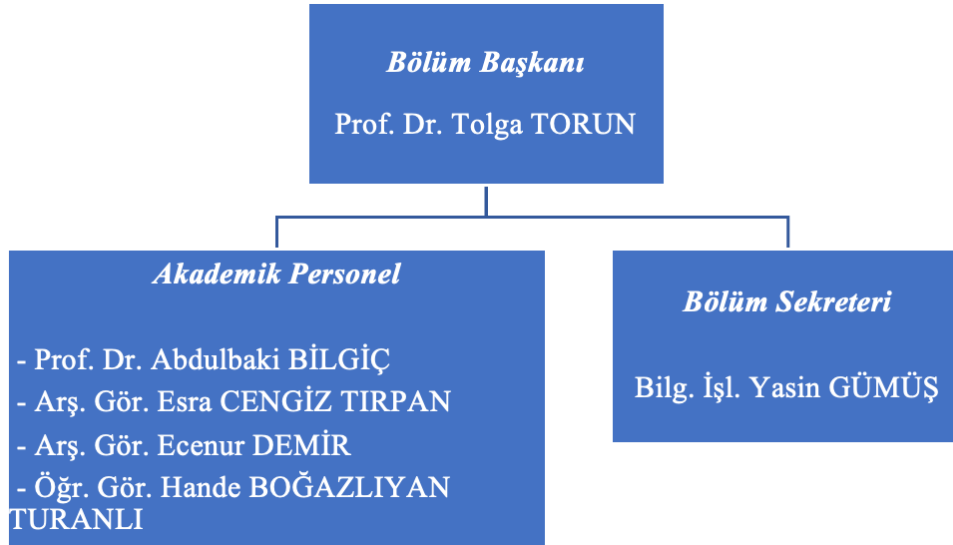 Bölüm Başkanı
Prof. Dr. Tolga TORUN
Akademik Personel
- Prof. Dr. Abdulbaki BİLGİÇ
- Arş. Gör. Esra CENGİZ TIRPAN
- Arş. Gör. Ecenur DEMİR
- Öğr. Gör. Hande BOĞAZLIYAN
TURANLI
Bölüm Sekreteri
Bilg. İşl. Yasin GÜMÜŞ